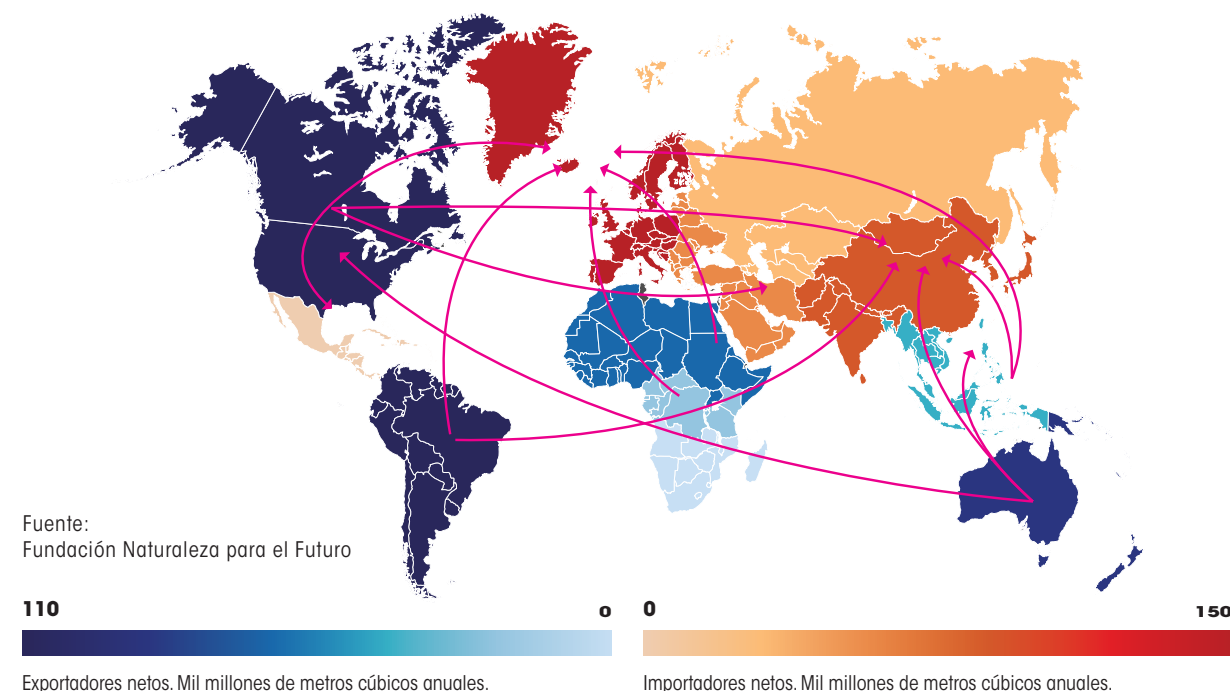 Fuente:
Fundación Naturaleza para el Futuro
110 0 0 150
Exportadores netos. Mil millones de metros cúbicos anuales.
Importadores netos. Mil millones de metros cúbicos anuales.